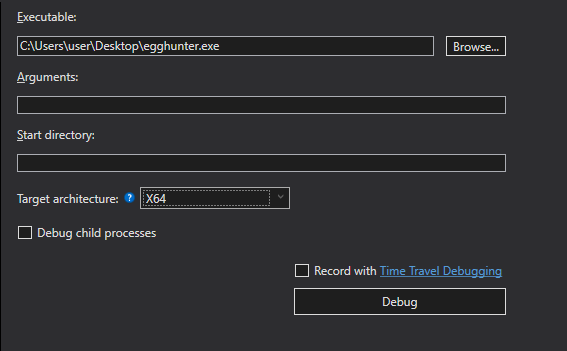 Executable:
C:\Users\user\Desktop\egghunter.exe
Browse...
Arguments:
Start directory:
Target architecture: ? X64
Debug child processes
Record with Time Travel Debugging
Debug